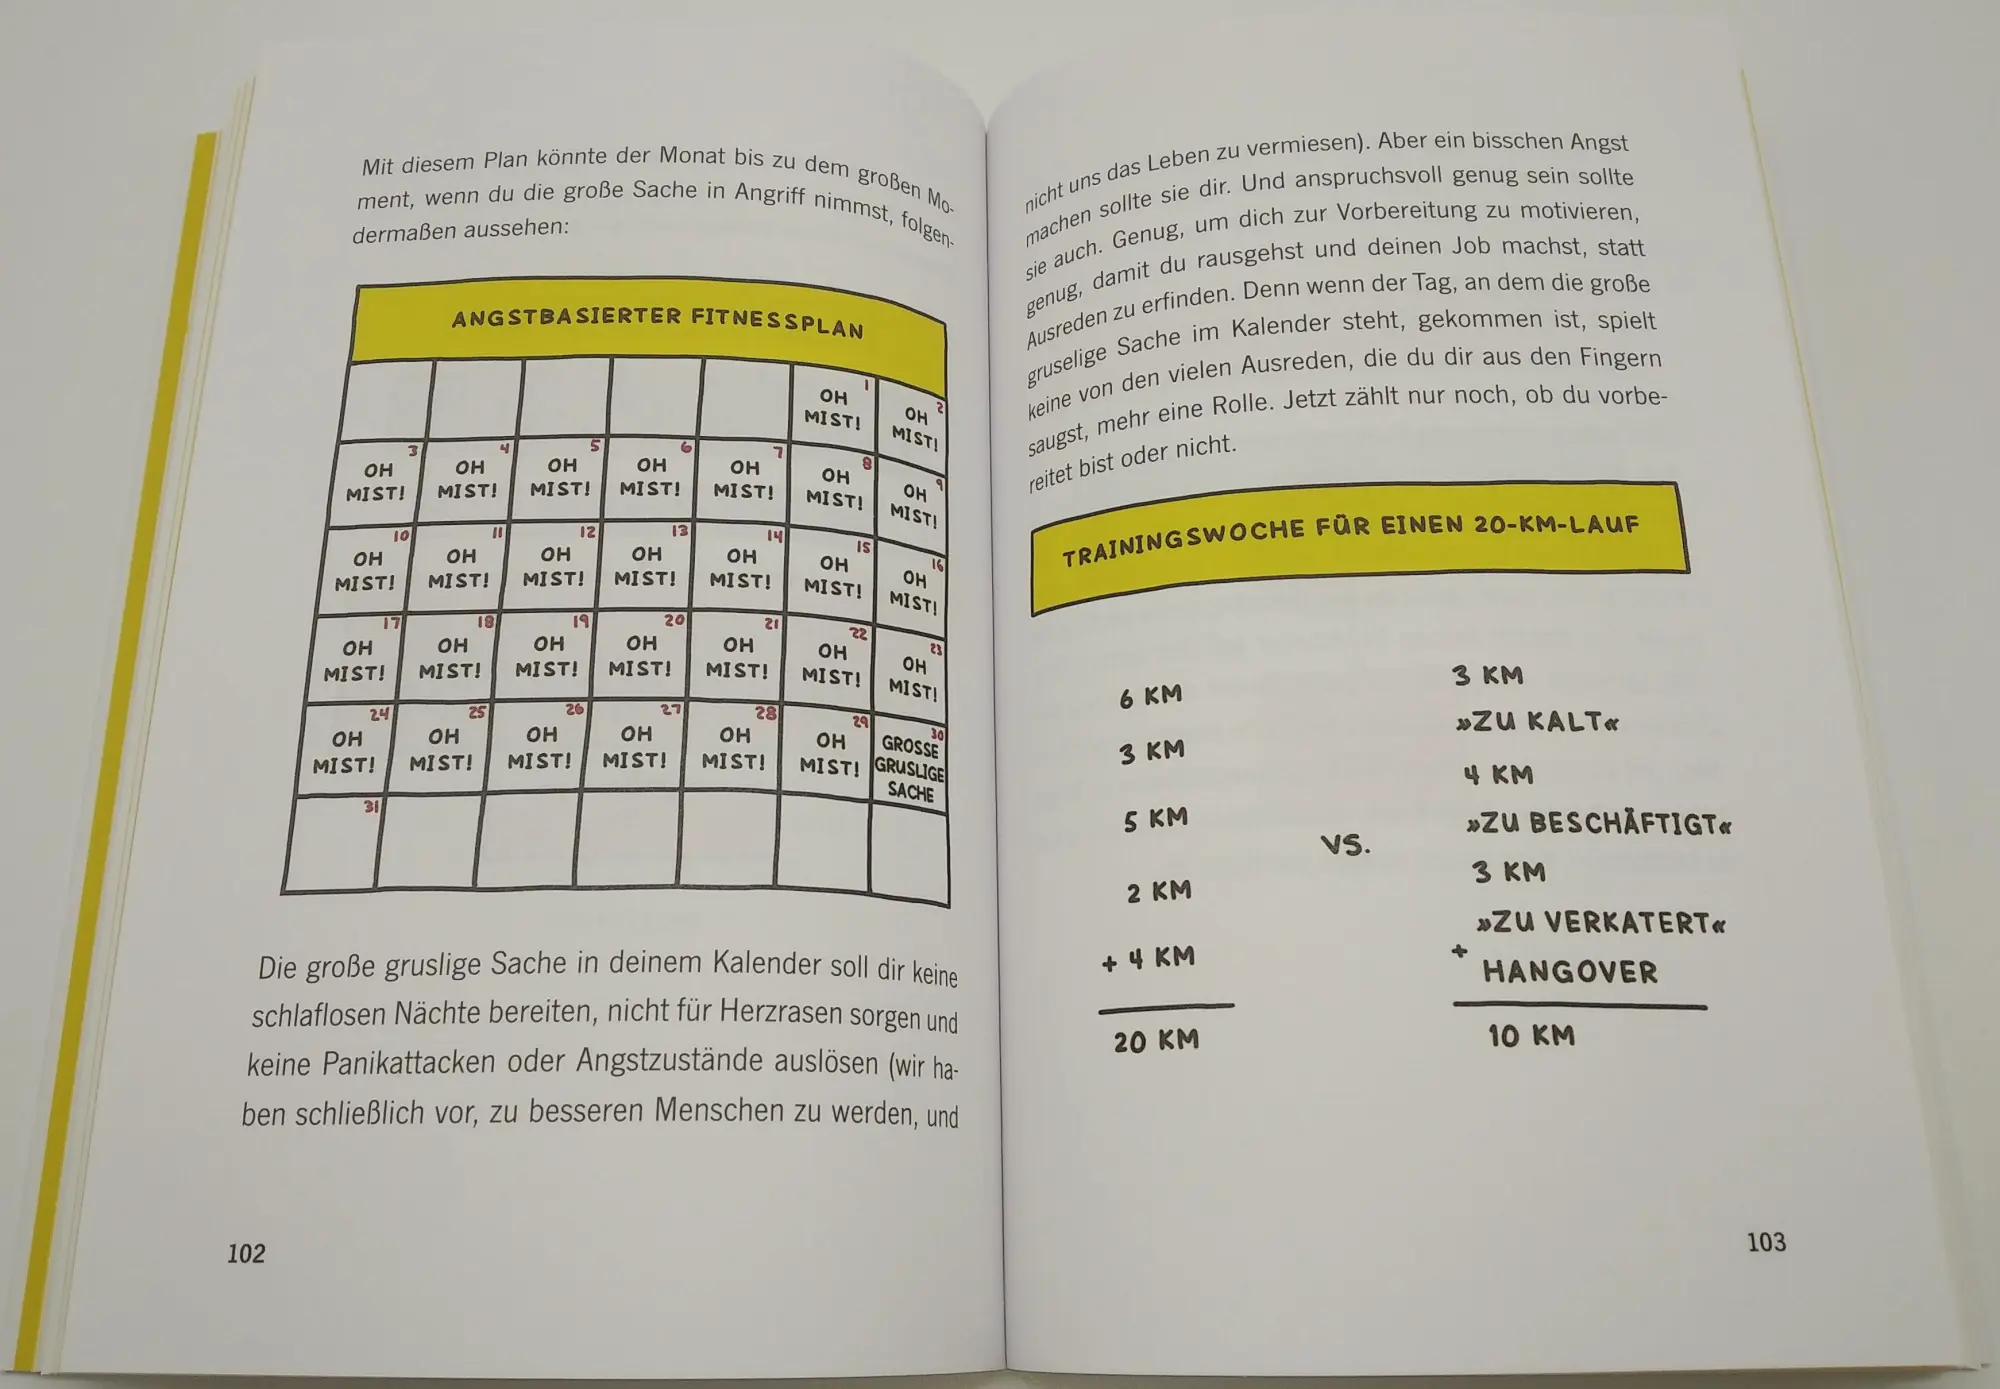 Mit diesem Plan könnte der Monat bis zu dem großen Mo-
ment, wenn du die große Sache in Angriff nimmst, folgen-
dermaßen aussehen:
ANGSTBASIERTER FITNESSPLAN
1 2
OH OH
MIST! MIST!
3 4 5 6 7 8 9
OH OH OH OH OH OH OH
MIST! MIST! MIST! MIST! MIST! MIST! MIST!
10 11 12 13 14 15 16
OH OH OH OH OH OH OH
MIST! MIST! MIST! MIST! MIST! MIST! MIST!
17 18 19 20 21 22 23
OH OH OH OH OH OH OH
MIST! MIST! MIST! MIST! MIST! MIST! MIST!
24 25 26 27 28 29 30
OH OH OH OH OH OH GROSSE
MIST! MIST! MIST! MIST! MIST! MIST! GRUSLIGE
SACHE
31
Die große gruslige Sache in deinem Kalender soll dir keine
schlaflosen Nächte bereiten, nicht für Herzrasen sorgen und
keine Panikattacken oder Angstzustände auslösen (wir ha-
ben schließlich vor, zu besseren Menschen zu werden, und
102
nicht uns das Leben zu vermiesen). Aber ein bisschen Angst
machen sollte sie dir. Und anspruchsvoll genug sein sollte
sie auch. Genug, um dich zur Vorbereitung zu motivieren,
genug, damit du rausgehst und deinen Job machst, statt
Ausreden zu erfinden. Denn wenn der Tag, an dem die große
gruselige Sache im Kalender steht, gekommen ist, spielt
keine von den vielen Ausreden, die du dir aus den Fingern
saugst, mehr eine Rolle. Jetzt zählt nur noch, ob du vorbe-
reitet bist oder nicht.
TRAININGSWOCHE FÜR EINEN 20-KM-LAUF
6 KM
3 KM
5 KM
2 KM
+ 4 KM
20 KM
VS.
3 KM
»ZU KALT«
4 KM
»ZU BESCHÄFTIGT«
3 KM
»ZU VERKATERT«
+ HANGOVER
10 KM
103